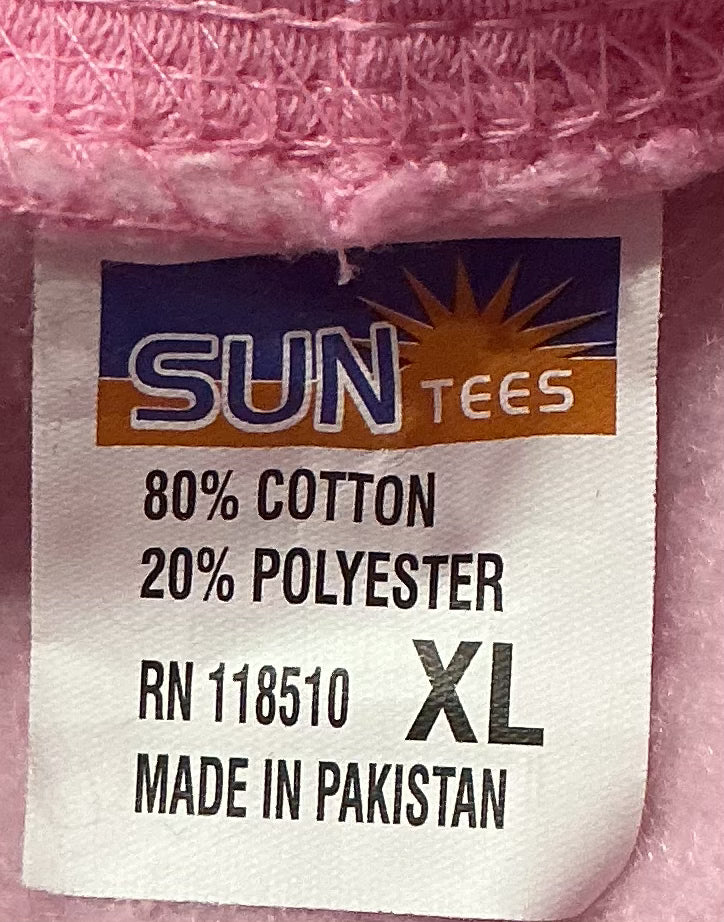 SUN TEES
80% COTTON
20% POLYESTER
RN 118510 XL
MADE IN PAKISTAN